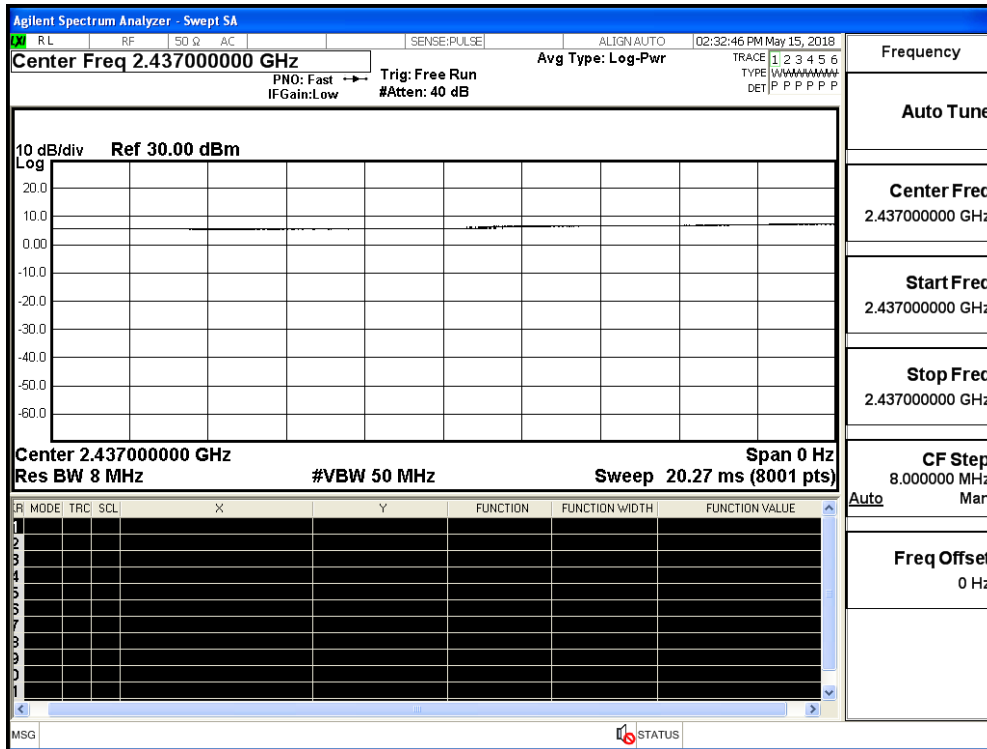 Agilent Spectrum Analyzer - Swept SA
LXI RL RF 50 Ω AC SENSE:PULSE ALIGN AUTO 02:32:46 PM May 15, 2018
Center Freq 2.437000000 GHz
PNO: Fast
IFGain:Low
Trig: Free Run
#Atten: 40 dB
Avg Type: Log-Pwr
TRACE 1 2 3 4 5 6
TYPE WWWWWW
DET P P P P P P
10 dB/div Ref 30.00 dBm
Log
20.0
10.0
0.00
-10.0
-20.0
-30.0
-40.0
-50.0
-60.0
Center 2.437000000 GHz Span 0 Hz
Res BW 8 MHz #VBW 50 MHz Sweep 20.27 ms (8001 pts)
MODE TRC SCL X Y FUNCTION FUNCTION WIDTH FUNCTION VALUE
1
2
3
4
5
6
7
8
9
0
1
MSG STATUS
Frequency
Auto Tune
Center Freq
2.437000000 GHz
Start Freq
2.437000000 GHz
Stop Freq
2.437000000 GHz
CF Step
8.000000 MHz
Auto Man
Freq Offset
0 Hz